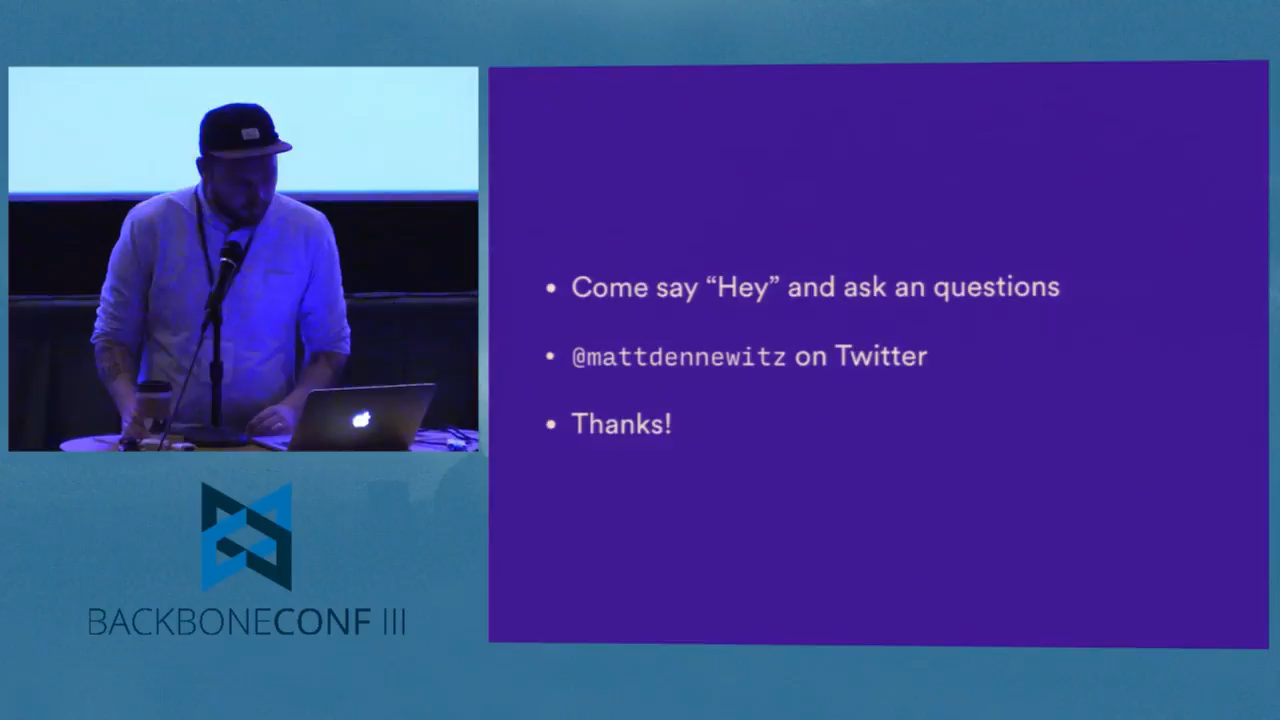 Come say “Hey” and ask an questions
@mattdennewitz on Twitter
Thanks!
BACKBONECONF III